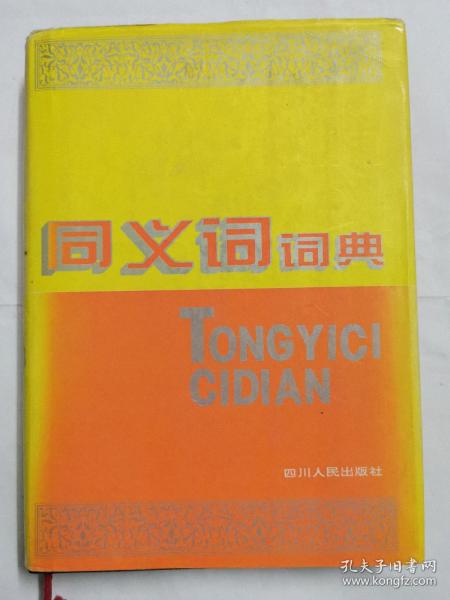 同义词词典
TONGYICI
CIDIAN
四川人民出版社
孔夫子旧书网
www.kongfz.com